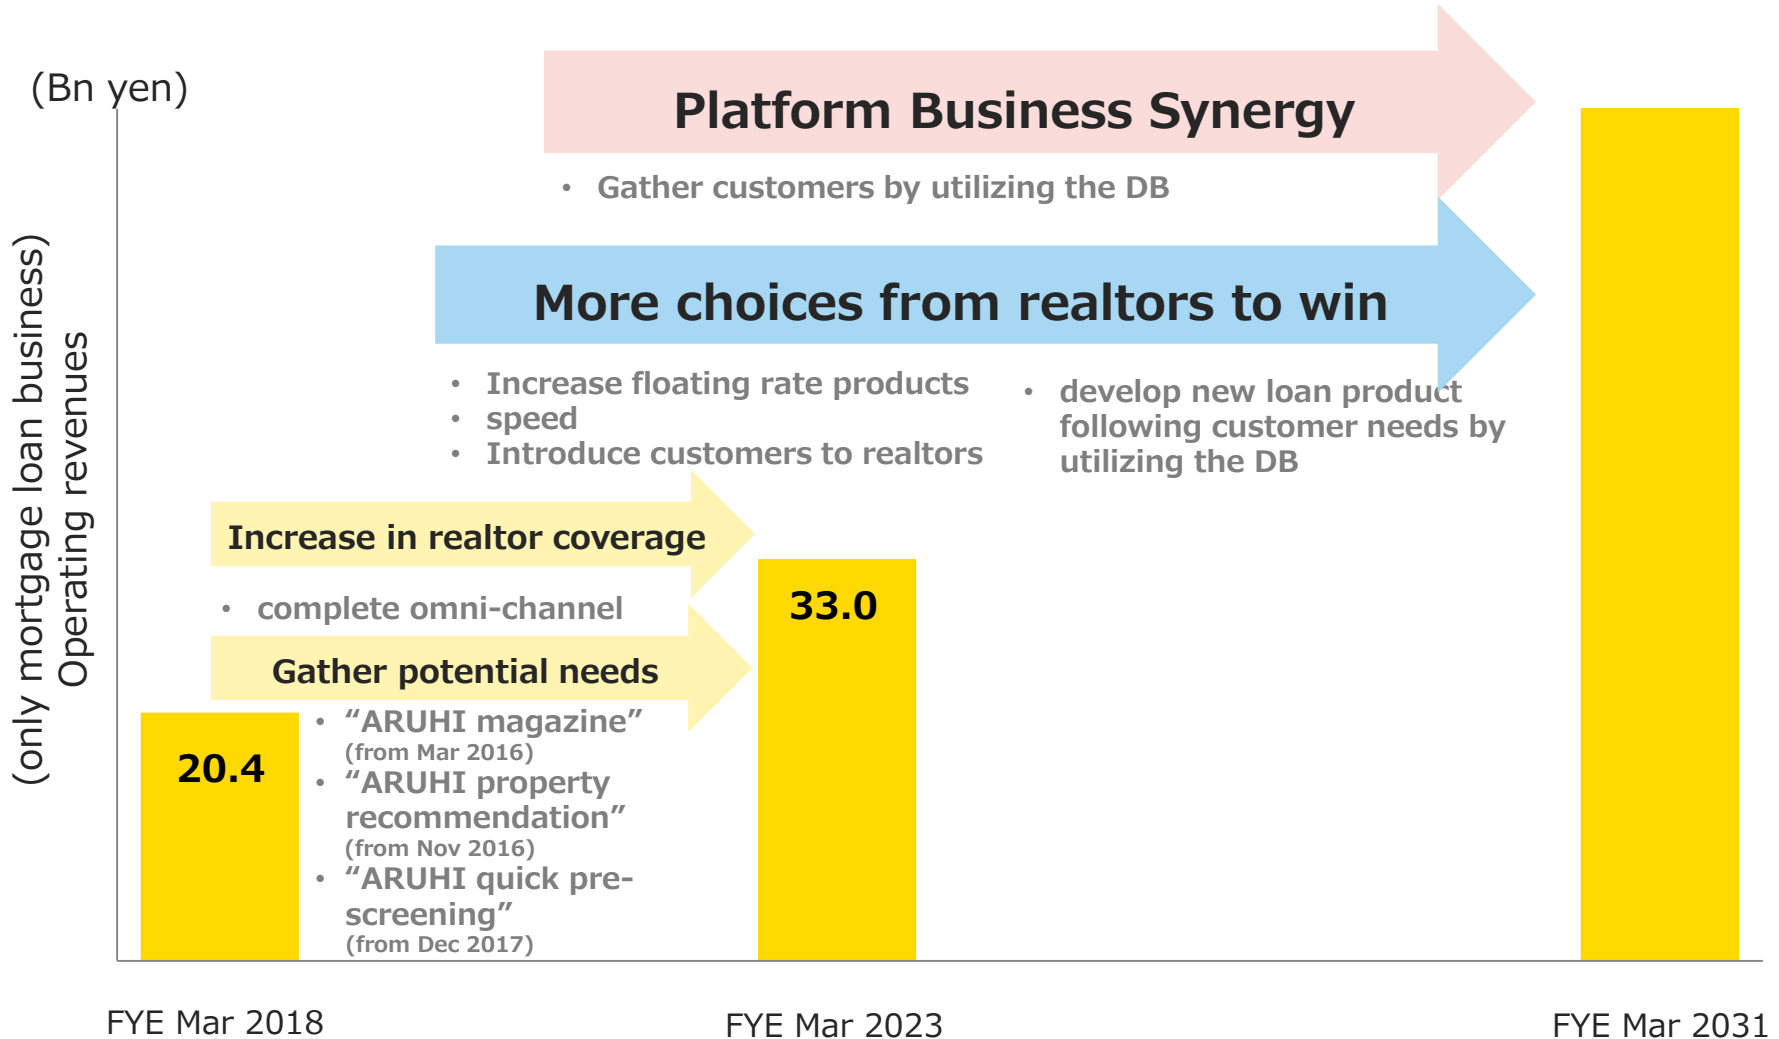 (Bn yen)
Platform Business Synergy
• Gather customers by utilizing the DB
More choices from realtors to win
• Increase floating rate products
• speed
• Introduce customers to realtors
• develop new loan product
following customer needs by
utilizing the DB
Increase in realtor coverage
• complete omni-channel
Gather potential needs
• “ARUHI magazine”
(from Mar 2016)
• “ARUHI property
recommendation”
(from Nov 2016)
• “ARUHI quick pre-
screening”
(from Dec 2017)
20.4
33.0
(only mortgage loan business)
Operating revenues
FYE Mar 2018
FYE Mar 2023
FYE Mar 2031